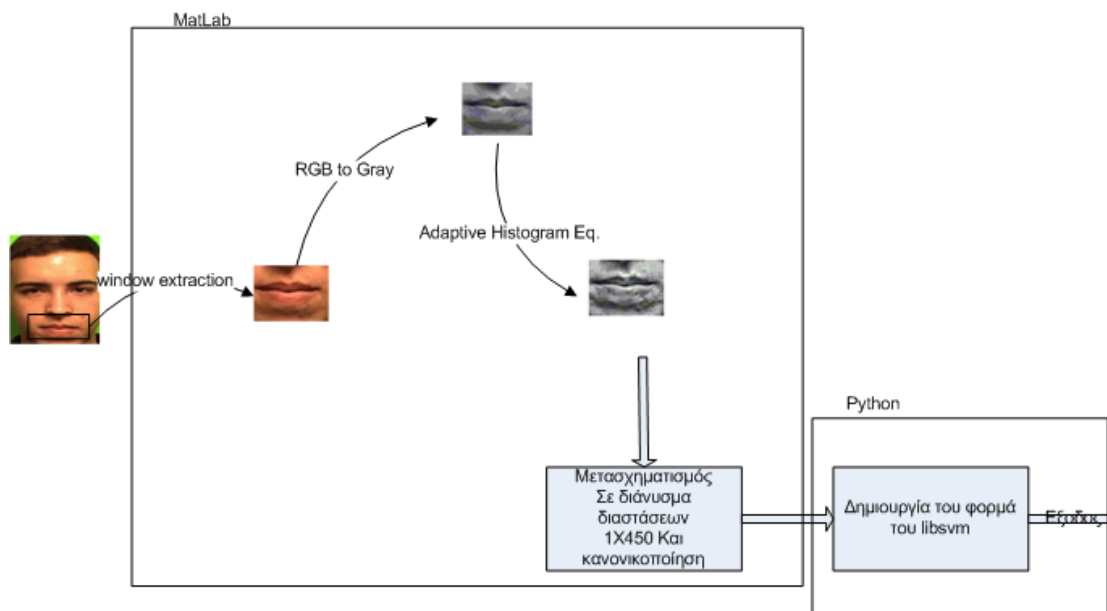 MatLab
RGB to Gray
Adaptive Histogram Eq.
window extraction
Python
Μετασχηματισμός
Σε διάνυσμα
διαστάσεων
1X450 Και
κανονικοποίηση
Δημιουργία του φορμά
του libsvm
Εξοδος